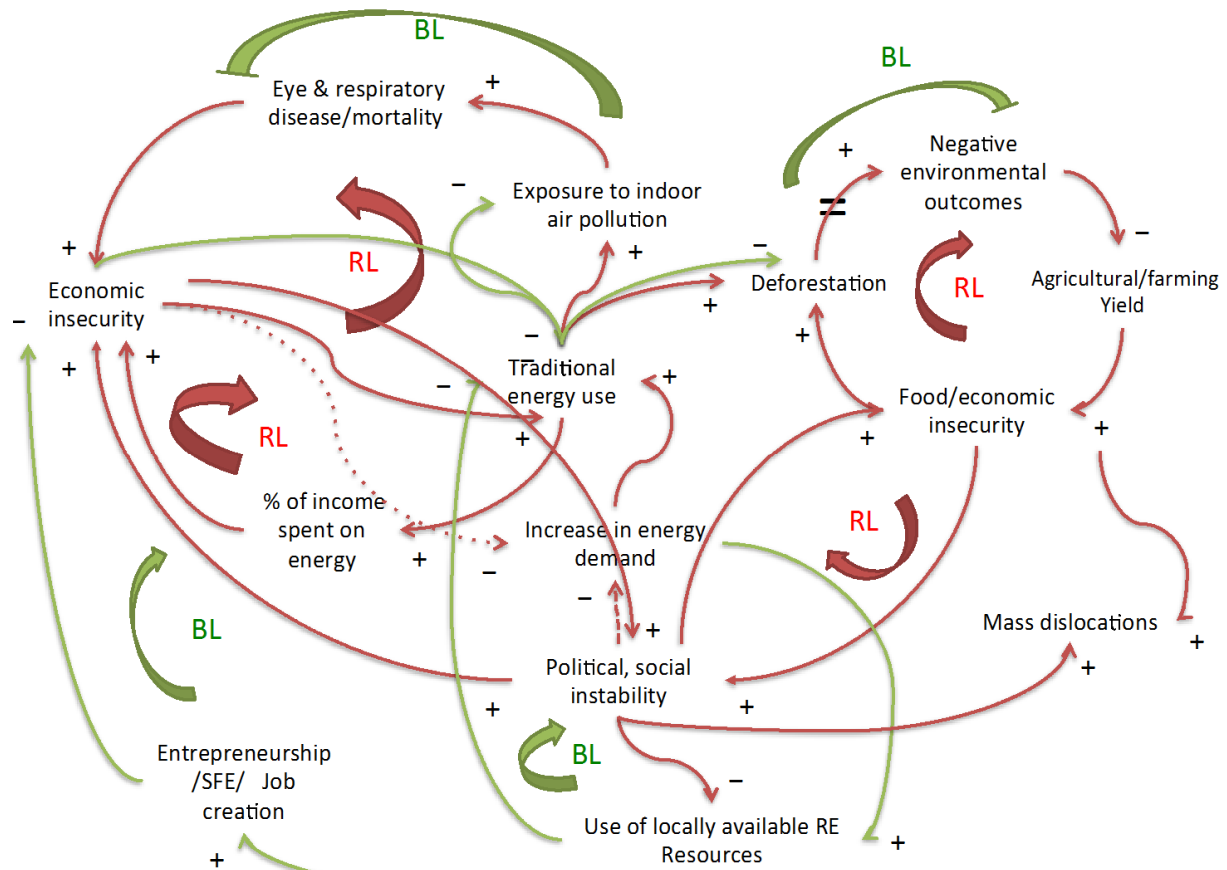 BL
Eye & respiratory
disease/mortality
+
BL
Negative
environmental
outcomes
+
=
–
Exposure to indoor
air pollution
–
+
RL
+
Economic
insecurity
–
+
+
–
Deforestation
+
+
RL
–
Agricultural/farming
Yield
–
–
Traditional
energy use
–
+
+
Food/economic
insecurity
+
+
RL
% of income
spent on
energy
+
Increase in energy
demand
–
–
RL
Mass dislocations
+
+
+
Political, social
instability
+
+
BL
BL
–
Entrepreneurship
/SFE/ Job
creation
+
Use of locally available RE
Resources
+